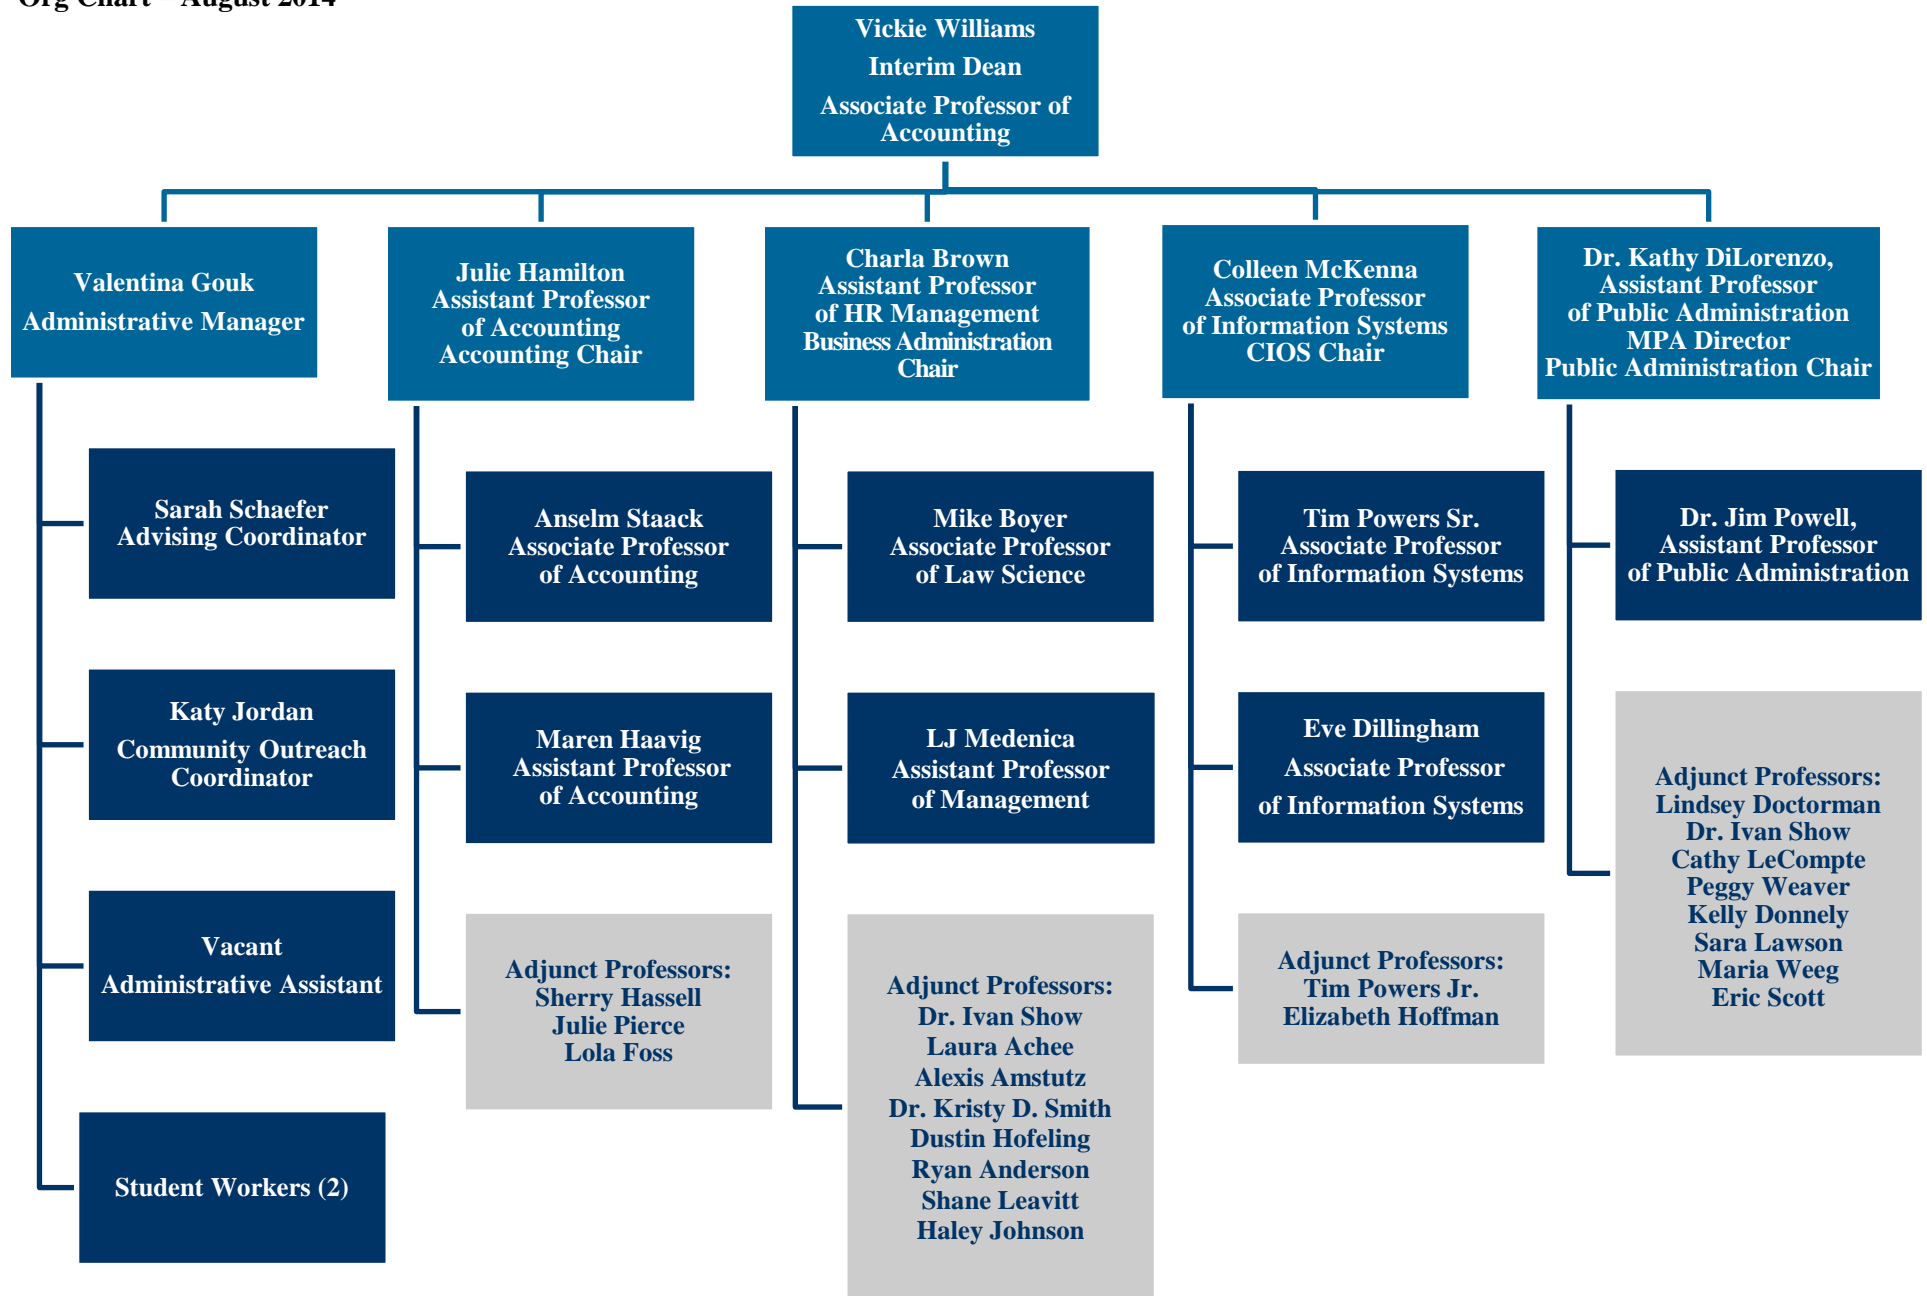 Org Chart – August 2014
Vickie Williams
Interim Dean
Associate Professor of
Accounting
Valentina Gouk
Administrative Manager
Sarah Schaefer
Advising Coordinator
Katy Jordan
Community Outreach
Coordinator
Vacant
Administrative Assistant
Student Workers (2)
Julie Hamilton
Assistant Professor
of Accounting
Accounting Chair
Anselm Staack
Associate Professor
of Accounting
Maren Haavig
Assistant Professor
of Accounting
Adjunct Professors:
Sherry Hassell
Julie Pierce
Lola Foss
Charla Brown
Assistant Professor
of HR Management
Business Administration
Chair
Mike Boyer
Associate Professor
of Law Science
LJ Medenica
Assistant Professor
of Management
Adjunct Professors:
Dr. Ivan Show
Laura Achee
Alexis Amstutz
Dr. Kristy D. Smith
Dustin Hofeling
Ryan Anderson
Shane Leavitt
Haley Johnson
Colleen McKenna
Associate Professor
of Information Systems
CIOS Chair
Tim Powers Sr.
Associate Professor
of Information Systems
Eve Dillingham
Associate Professor
of Information Systems
Adjunct Professors:
Tim Powers Jr.
Elizabeth Hoffman
Dr. Kathy DiLorenzo,
Assistant Professor
of Public Administration
MPA Director
Public Administration Chair
Dr. Jim Powell,
Assistant Professor
of Public Administration
Adjunct Professors:
Lindsey Doctorman
Dr. Ivan Show
Cathy LeCompte
Peggy Weaver
Kelly Donnely
Sara Lawson
Maria Weeg
Eric Scott